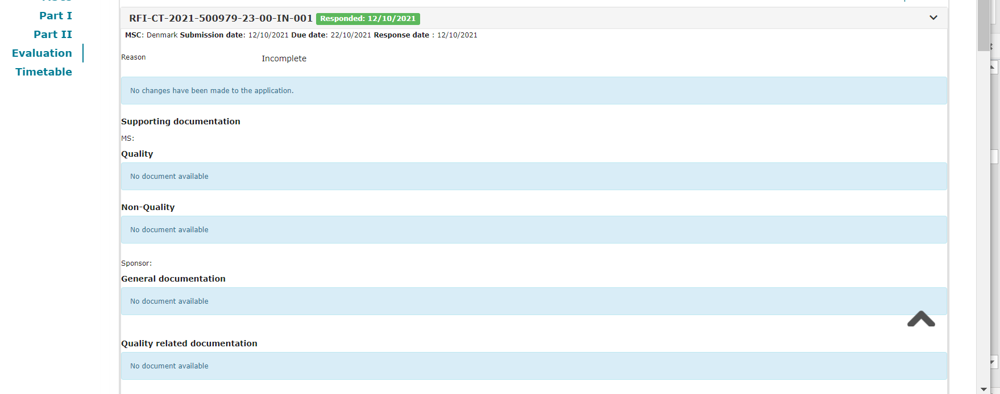 Part I
Part II
Evaluation
Timetable
RFI-CT-2021-500979-23-00-IN-001 Responded: 12/10/2021
MSC: Denmark Submission date: 12/10/2021 Due date: 22/10/2021 Response date : 12/10/2021
Reason Incomplete
No changes have been made to the application.
Supporting documentation
MS:
Quality
No document available
Non-Quality
No document available
Sponsor:
General documentation
No document available
Quality related documentation
No document available